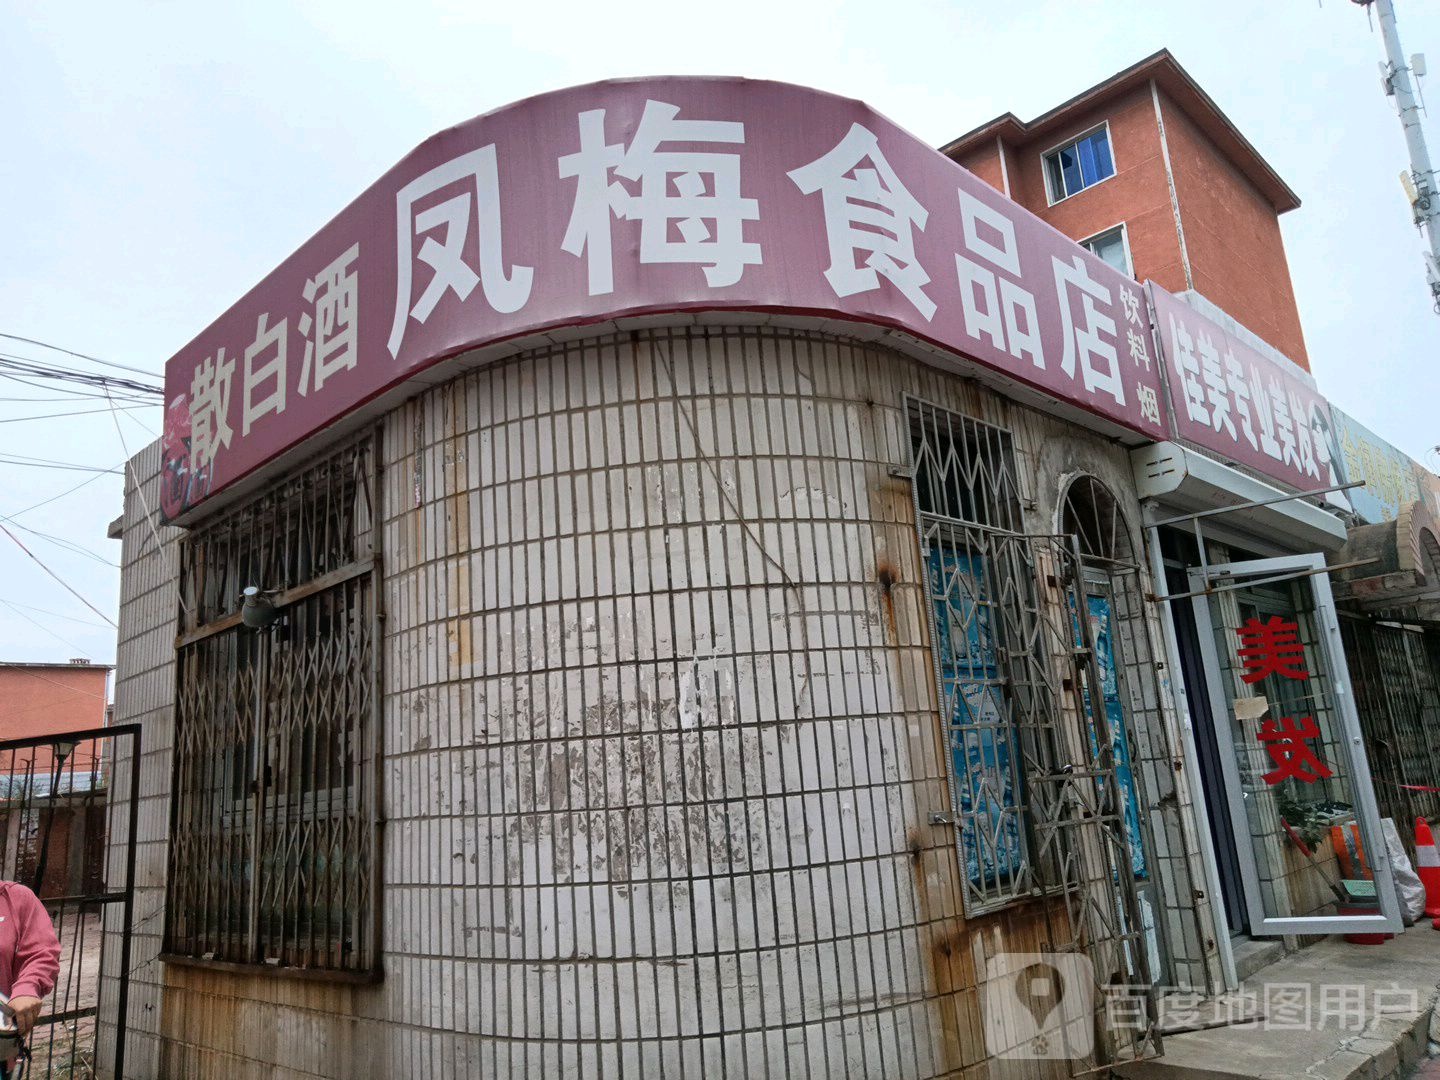 散白酒 凤梅食品店 饮料烟
佳美专业美发
美发
百度地图用户